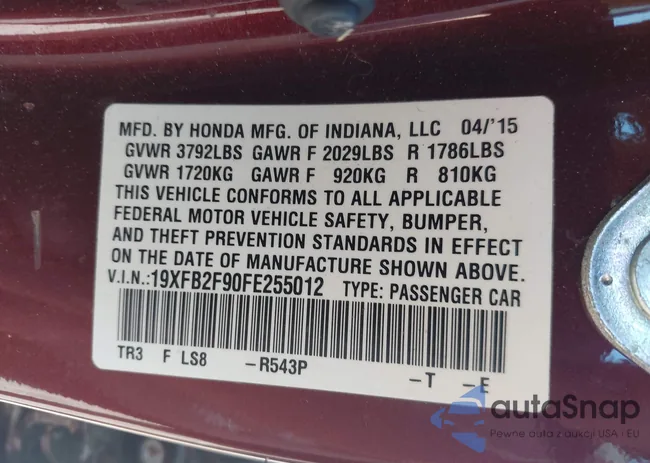 MFD. BY HONDA MFG. OF INDIANA, LLC 04/'15
GVWR 3792LBS GAWR F 2029LBS R 1786LBS
GVWR 1720KG GAWR F 920KG R 810KG
THIS VEHICLE CONFORMS TO ALL APPLICABLE
FEDERAL MOTOR VEHICLE SAFETY, BUMPER,
AND THEFT PREVENTION STANDARDS IN EFFECT
ON THE DATE OF MANUFACTURE SHOWN ABOVE.
V.I.N.:19XFB2F90FE255012 TYPE: PASSENGER CAR
TR3 F LS8 -R543P -T -E
autoSnap
Pewne auta z aukcji USA i EU